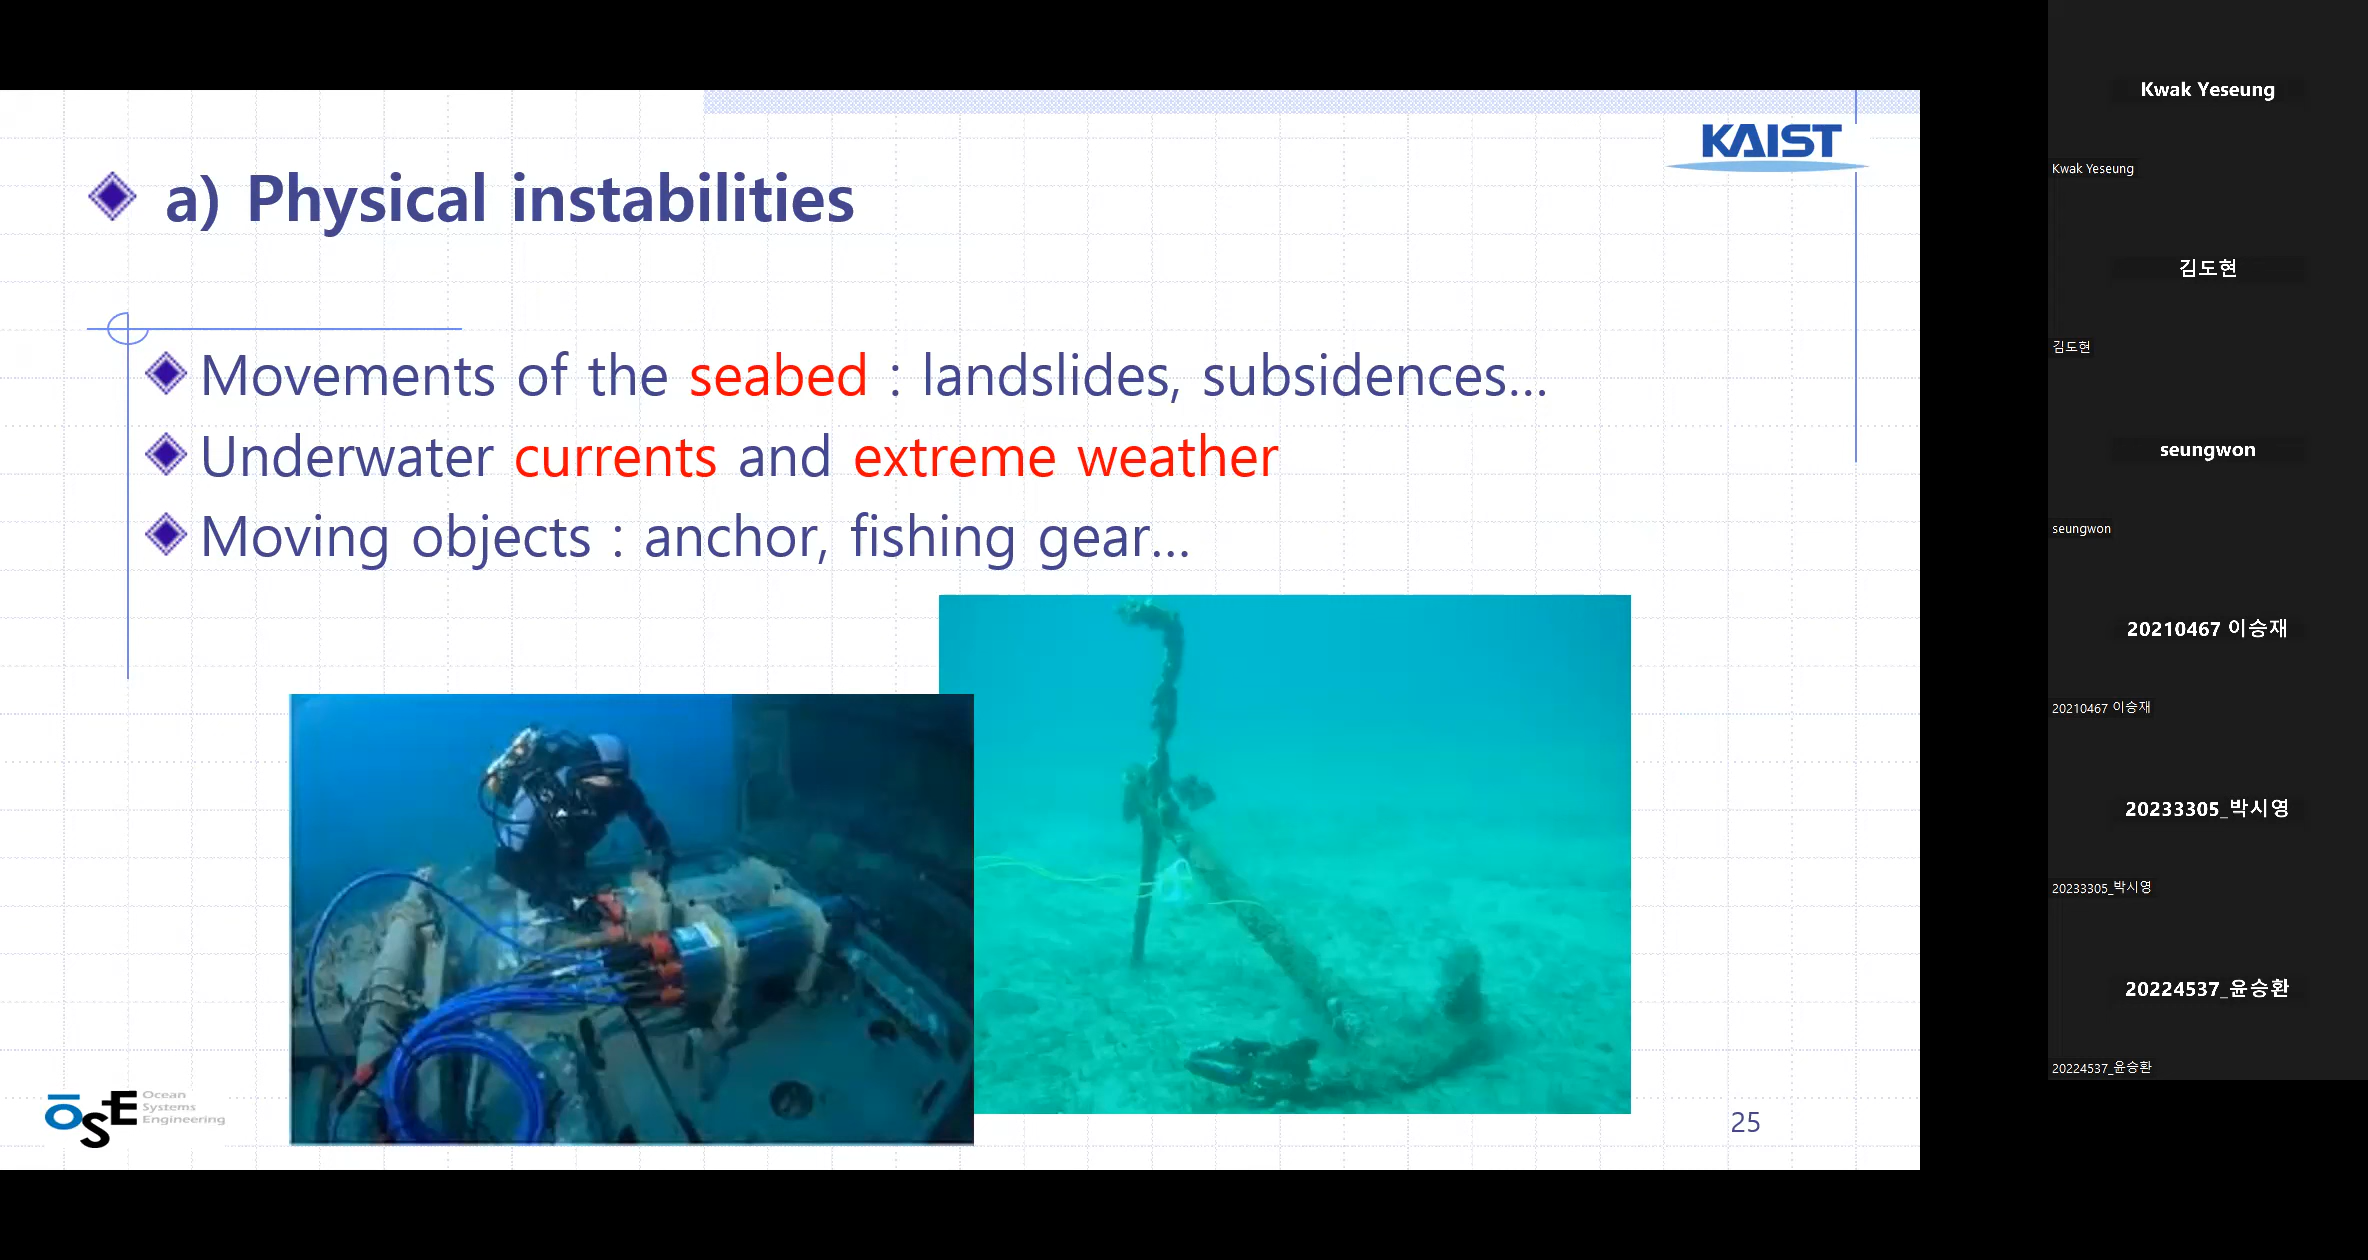 KAIST
a) Physical instabilities
Movements of the seabed : landslides, subsidences...
Underwater currents and extreme weather
Moving objects : anchor, fishing gear...
OSE Ocean
Systems
Engineering
25
Kwak Yeseung
Kwak Yeseung
김도현
김도현
seungwon
seungwon
20210467 이승재
20210467 이승재
20233305_박시영
20233305_박시영
20224537_윤승환
20224537_윤승환